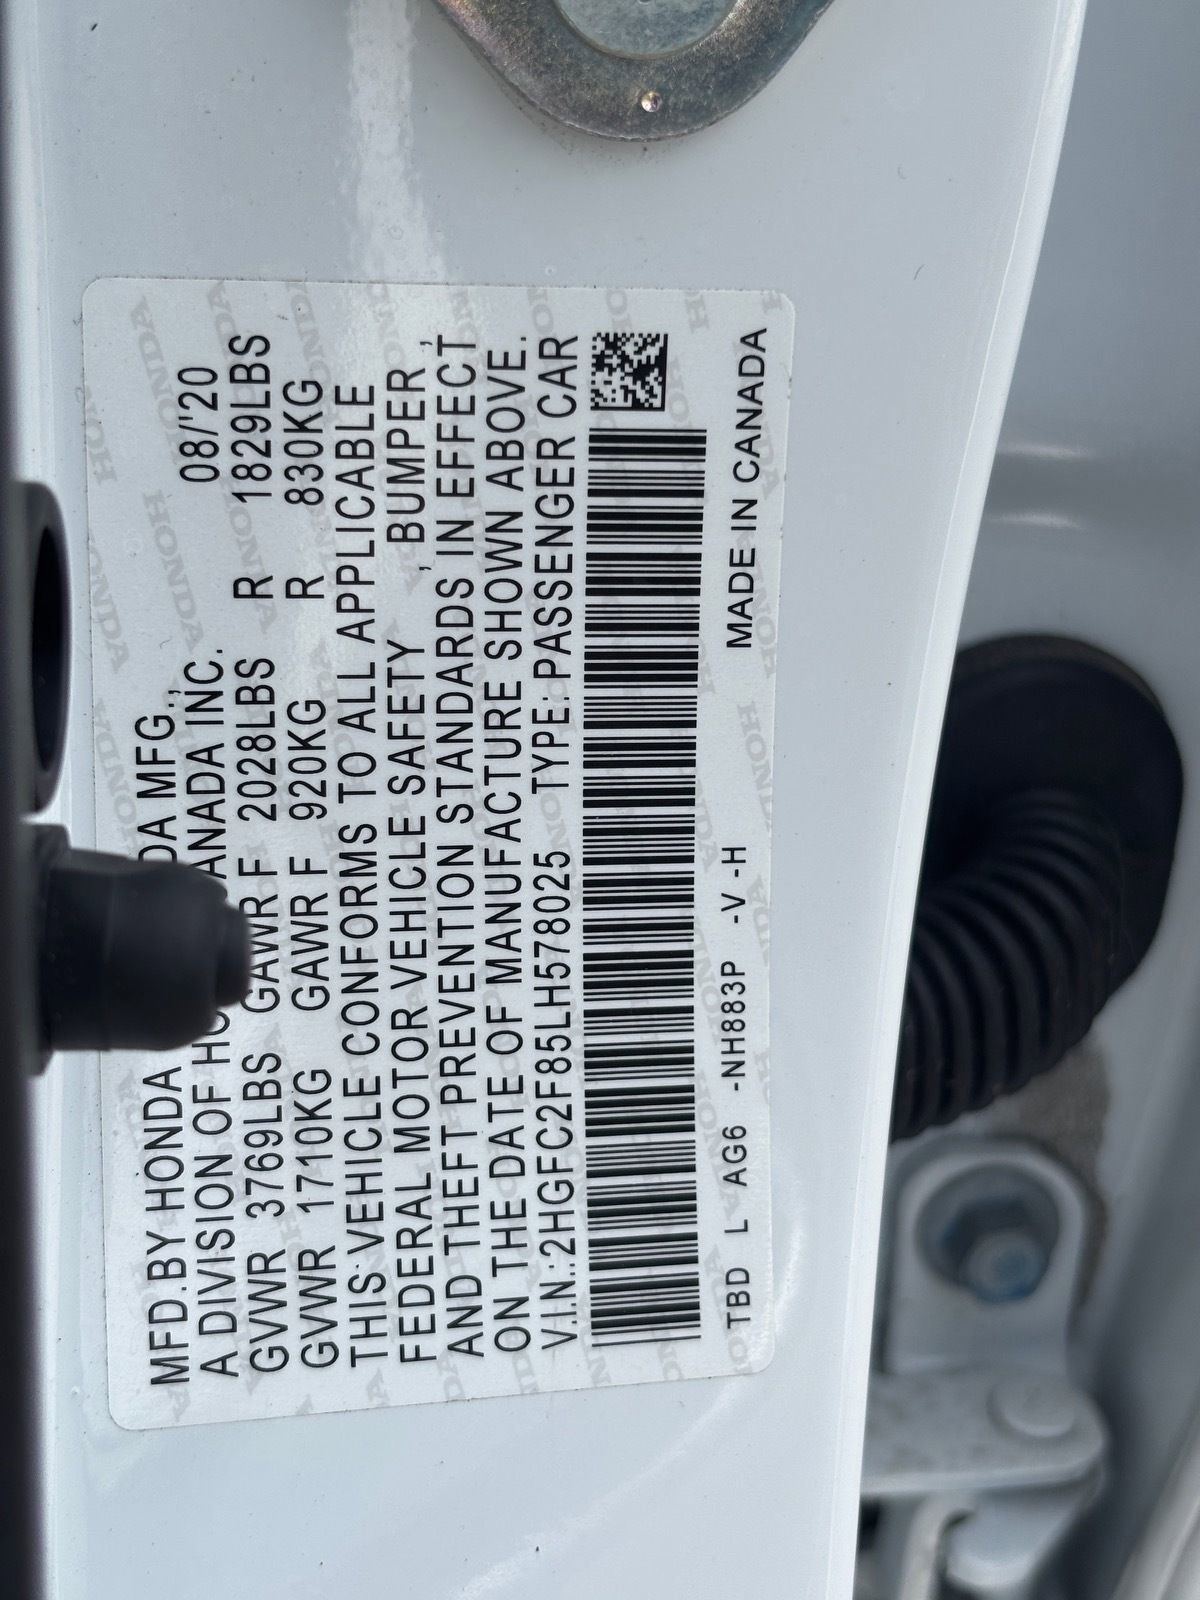 MFD. BY HONDA DA MFG.,
A DIVISION OF HO ANADA INC. 08/'20
GVWR 3769LBS GAWR F 2028LBS R 1829LBS
GVWR 1710KG GAWR F 920KG R 830KG
THIS VEHICLE CONFORMS TO ALL APPLICABLE
FEDERAL MOTOR VEHICLE SAFETY , BUMPER ,
AND THEFT PREVENTION STANDARDS IN EFFECT
ON THE DATE OF MANUFACTURE SHOWN ABOVE.
V.I.N.:2HGFC2F85LH578025 TYPE:PASSENGER CAR
TBD L AG6 -NH883P -V -H MADE IN CANADA